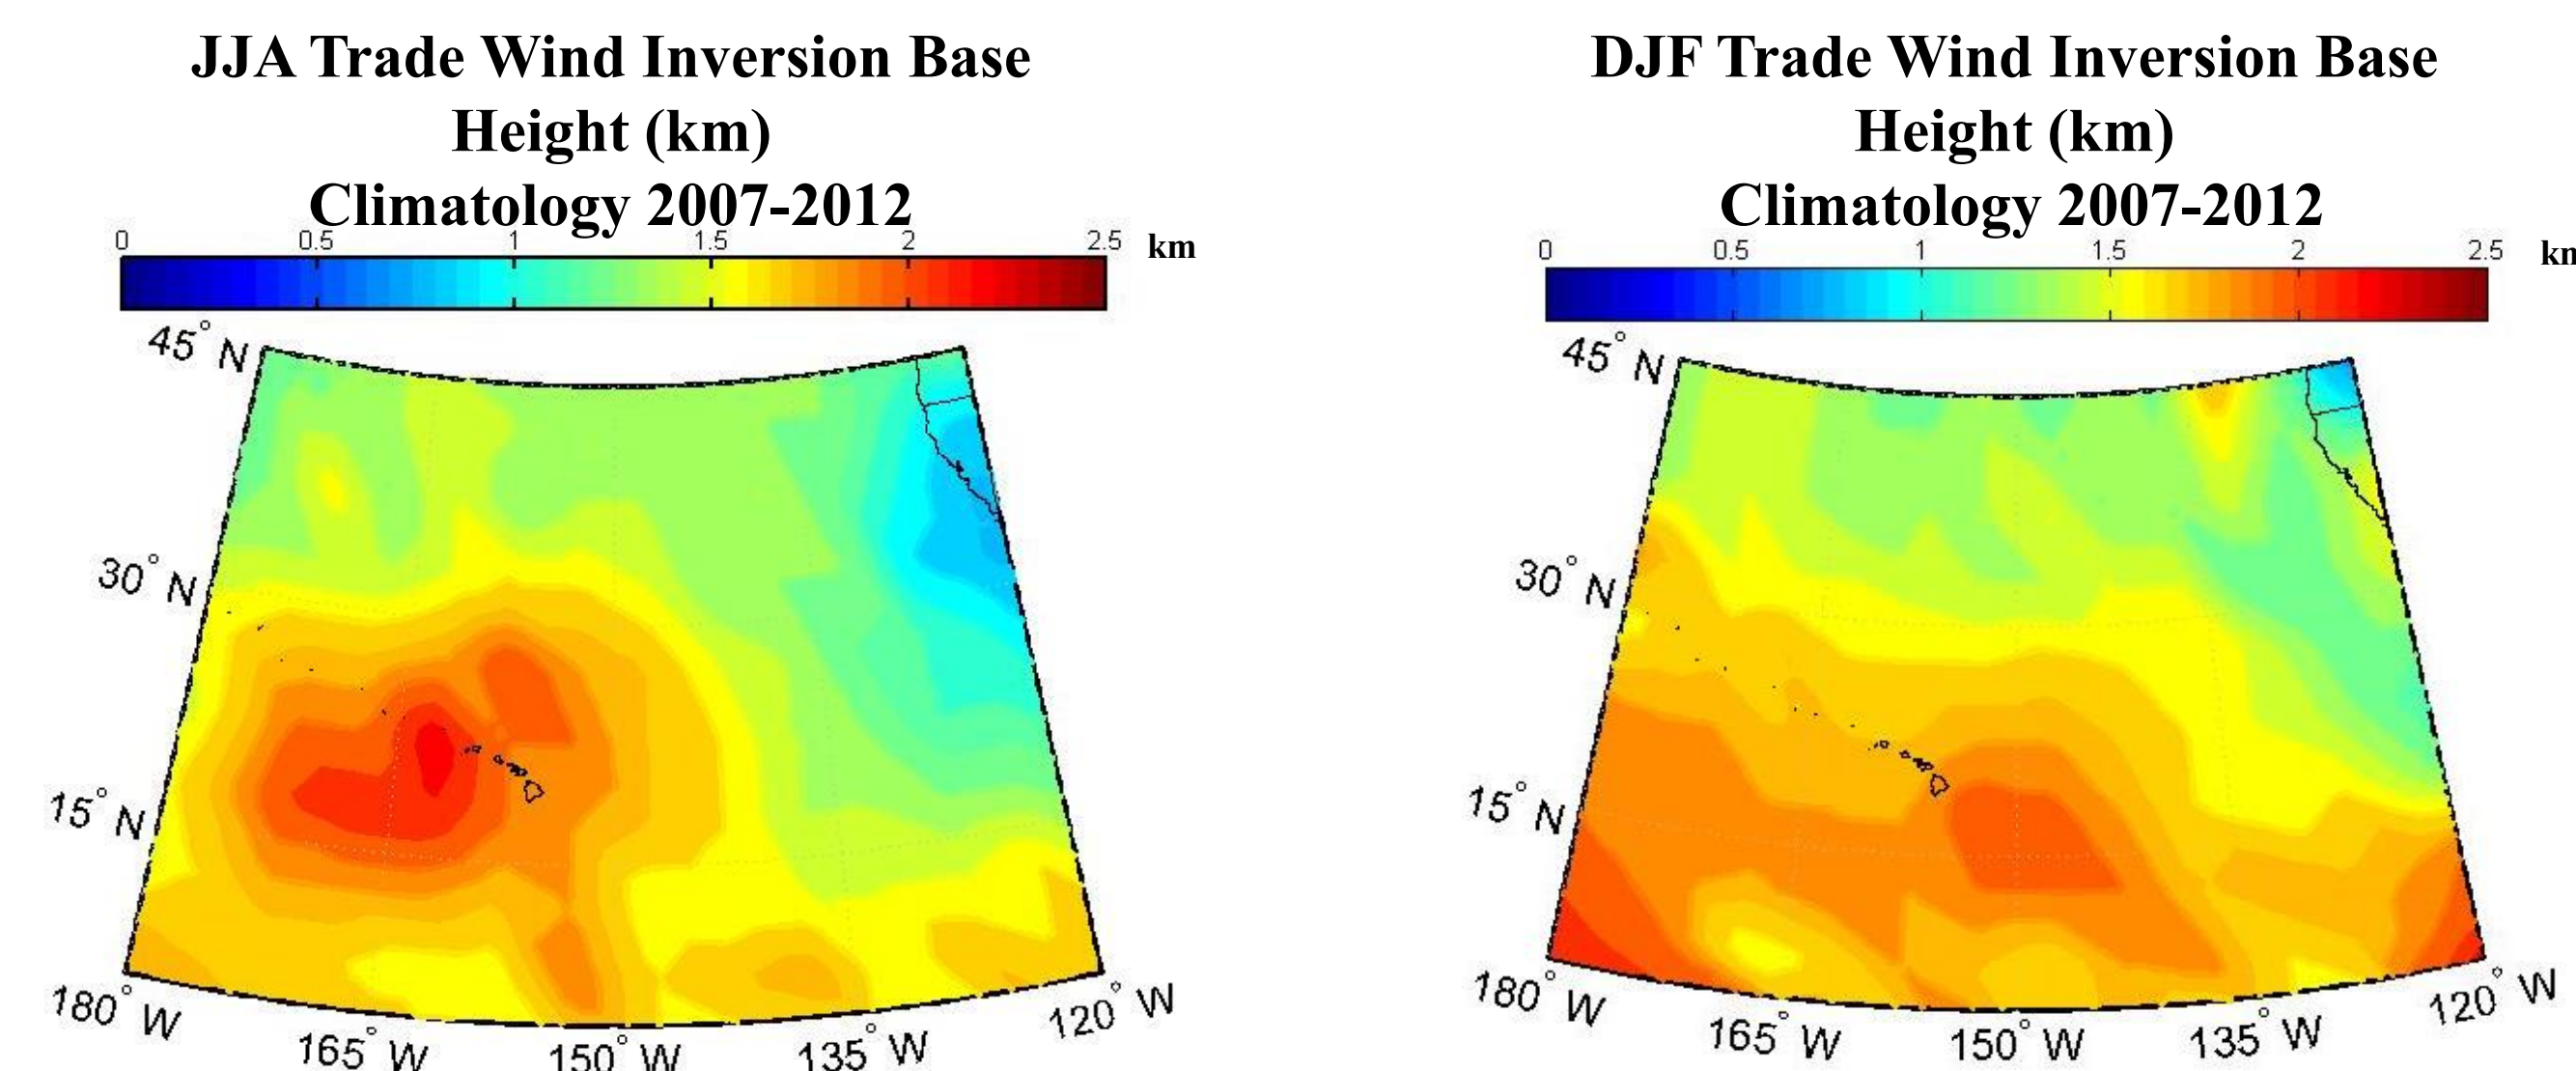 JJA Trade Wind Inversion Base
Height (km)
Climatology 2007-2012
0 0.5 1 1.5 2 2.5 km
45° N
30° N
15° N
180° W
165° W
150° W
135° W
120° W
DJF Trade Wind Inversion Base
Height (km)
Climatology 2007-2012
0 0.5 1 1.5 2 2.5 km
45° N
30° N
15° N
180° W
165° W
150° W
135° W
120° W